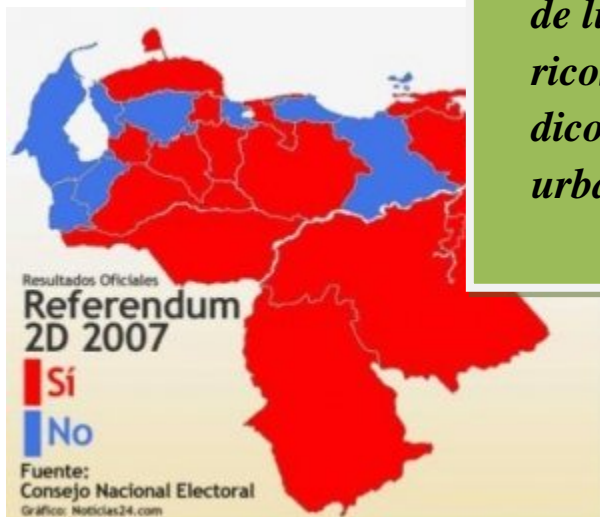 de l
rico
dico
urba
Resultados Oficiales
Referendum
2D 2007
Sí
No
Fuente:
Consejo Nacional Electoral
Gráfico: Noticias24.com